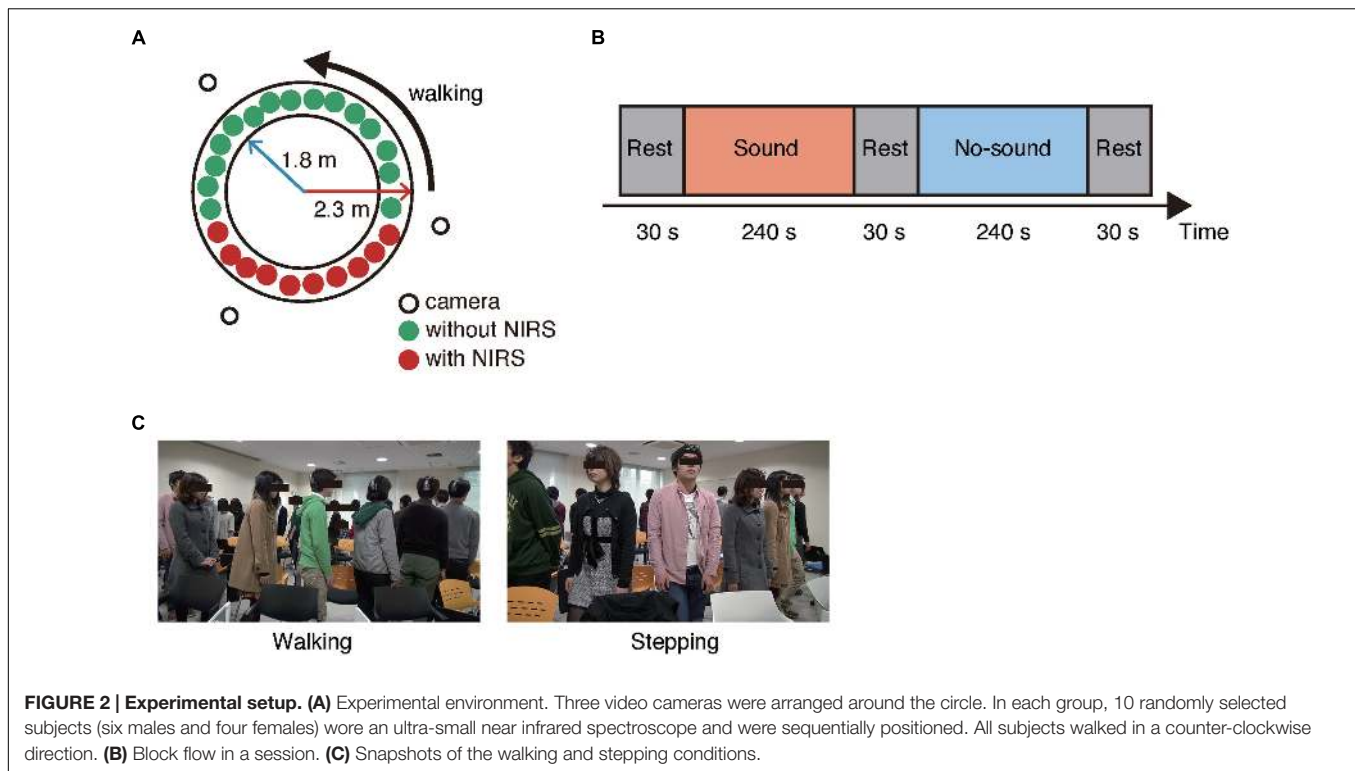 A
walking
1.8 m
2.3 m
camera
without NIRS
with NIRS
B
Rest Sound Rest No-sound Rest
30 s 240 s 30 s 240 s 30 s Time
C
Walking Stepping
FIGURE 2 | Experimental setup. (A) Experimental environment. Three video cameras were arranged around the circle. In each group, 10 randomly selected
subjects (six males and four females) wore an ultra-small near infrared spectroscope and were sequentially positioned. All subjects walked in a counter-clockwise
direction. (B) Block flow in a session. (C) Snapshots of the walking and stepping conditions.